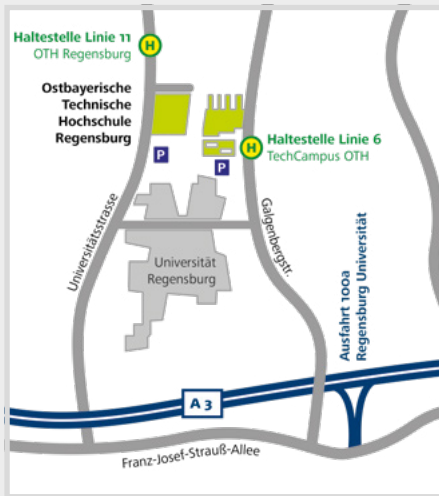 Haltestelle Linie 11
OTH Regensburg
H
Ostbayerische
Technische
Hochschule
Regensburg
H
Haltestelle Linie 6
TechCampus OTH
P
P
Universitätsstrasse
Galgenbergstr.
Universität
Regensburg
Ausfahrt 100a
Regensburg Universität
A 3
Franz-Josef-Strauß-Allee